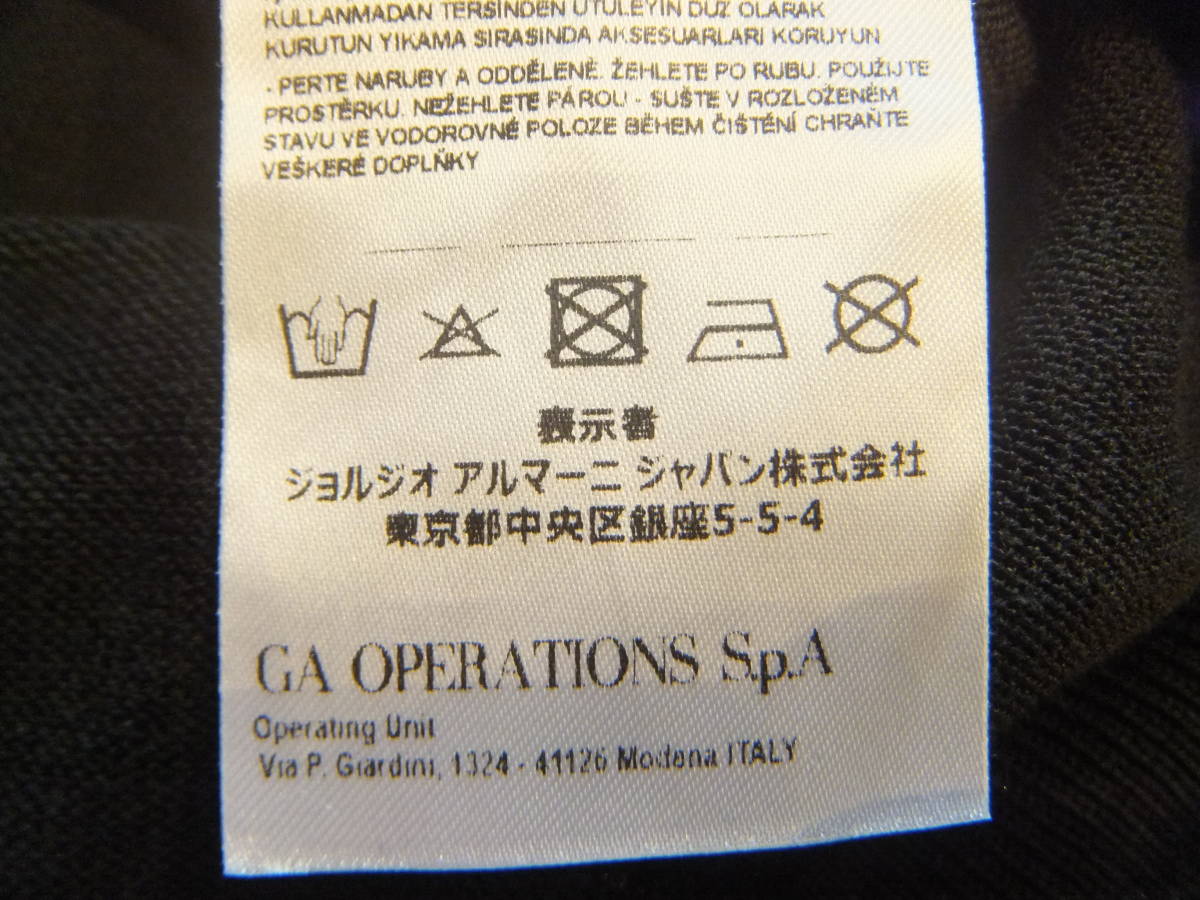 KULLANMADAN TERSİNDEN ÜTÜLEYİN DÜZ OLARAK
KURUTUN YIKAMA SIRASINDA AKSESUARLARI KORUYUN
- PERTE NARUBY A ODDĚLENĚ. ŽEHLETE PO RUBU. POUŽIJTE
PROSTĚRKU. NEŽEHLETE PÁROU - SUŠTE V ROZLOŽENÉM
STAVU VE VODOROVNÉ POLOZE BĚHEM ČIŠTĚNÍ CHRAŇTE
VEŠKERÉ DOPLŇKY
表示者
ジョルジオ アルマーニ ジャパン株式会社
東京都中央区銀座5-5-4
GA OPERATIONS S.p.A
Operating Unit
Via P. Giardini, 1324 - 41126 Modena ITALY